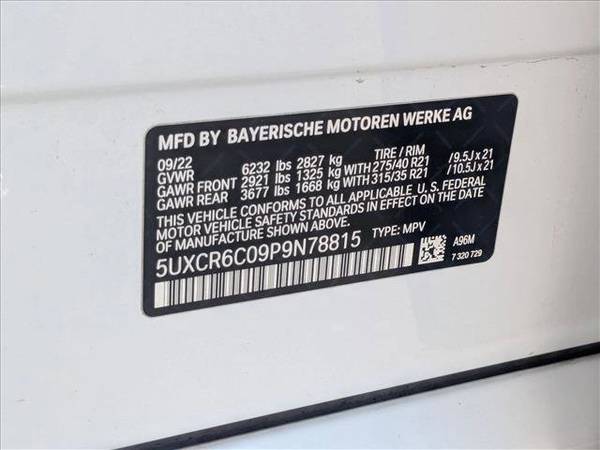 MFD BY BAYERISCHE MOTOREN WERKE AG
09/22 TIRE / RIM
GVWR 6232 lbs 2827 kg
GAWR FRONT 2921 lbs 1325 kg WITH 275/40 R21 / 9.5J x 21
GAWR REAR 3677 lbs 1668 kg WITH 315/35 R21 / 10.5J x 21
THIS VEHICLE CONFORMS TO ALL APPLICABLE U. S. FEDERAL
MOTOR VEHICLE SAFETY STANDARDS IN EFFECT ON THE DATE
OF MANUFACTURE SHOWN ABOVE.
5UXCR6C09P9N78815 TYPE: MPV
A96M
7 320 729